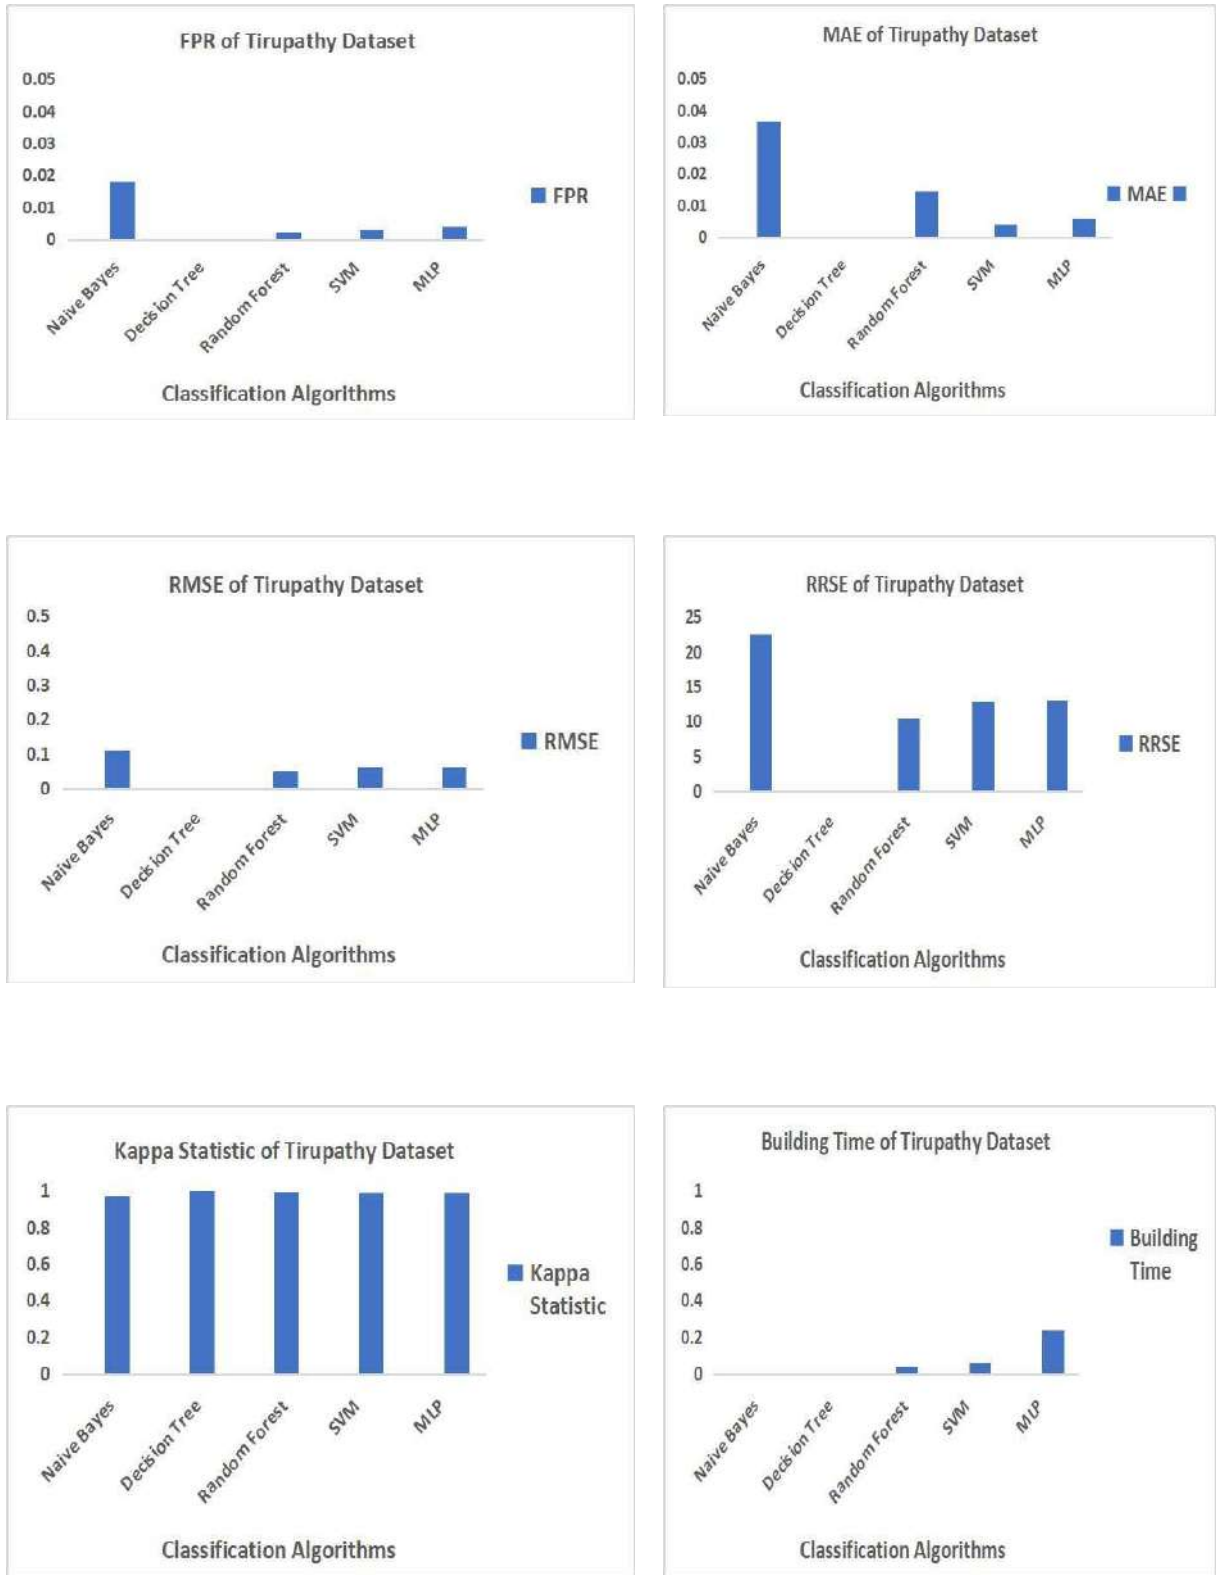 FPR of Tirupathy Dataset
0.05
0.04
0.03
0.02
0.01
0
FPR
Naive Bayes
Decision Tree
Random Forest
SVM
MLP
Classification Algorithms
MAE of Tirupathy Dataset
0.05
0.04
0.03
0.02
0.01
0
MAE
Naive Bayes
Decision Tree
Random Forest
SVM
MLP
Classification Algorithms
RMSE of Tirupathy Dataset
0.5
0.4
0.3
0.2
0.1
0
RMSE
Naive Bayes
Decision Tree
Random Forest
SVM
MLP
Classification Algorithms
RRSE of Tirupathy Dataset
25
20
15
10
5
0
RRSE
Naive Bayes
Decision Tree
Random Forest
SVM
MLP
Classification Algorithms
Kappa Statistic of Tirupathy Dataset
1
0.8
0.6
0.4
0.2
0
Kappa
Statistic
Naive Bayes
Decision Tree
Random Forest
SVM
MLP
Classification Algorithms
Building Time of Tirupathy Dataset
1
0.8
0.6
0.4
0.2
0
Building
Time
Naive Bayes
Decision Tree
Random Forest
SVM
MLP
Classification Algorithms